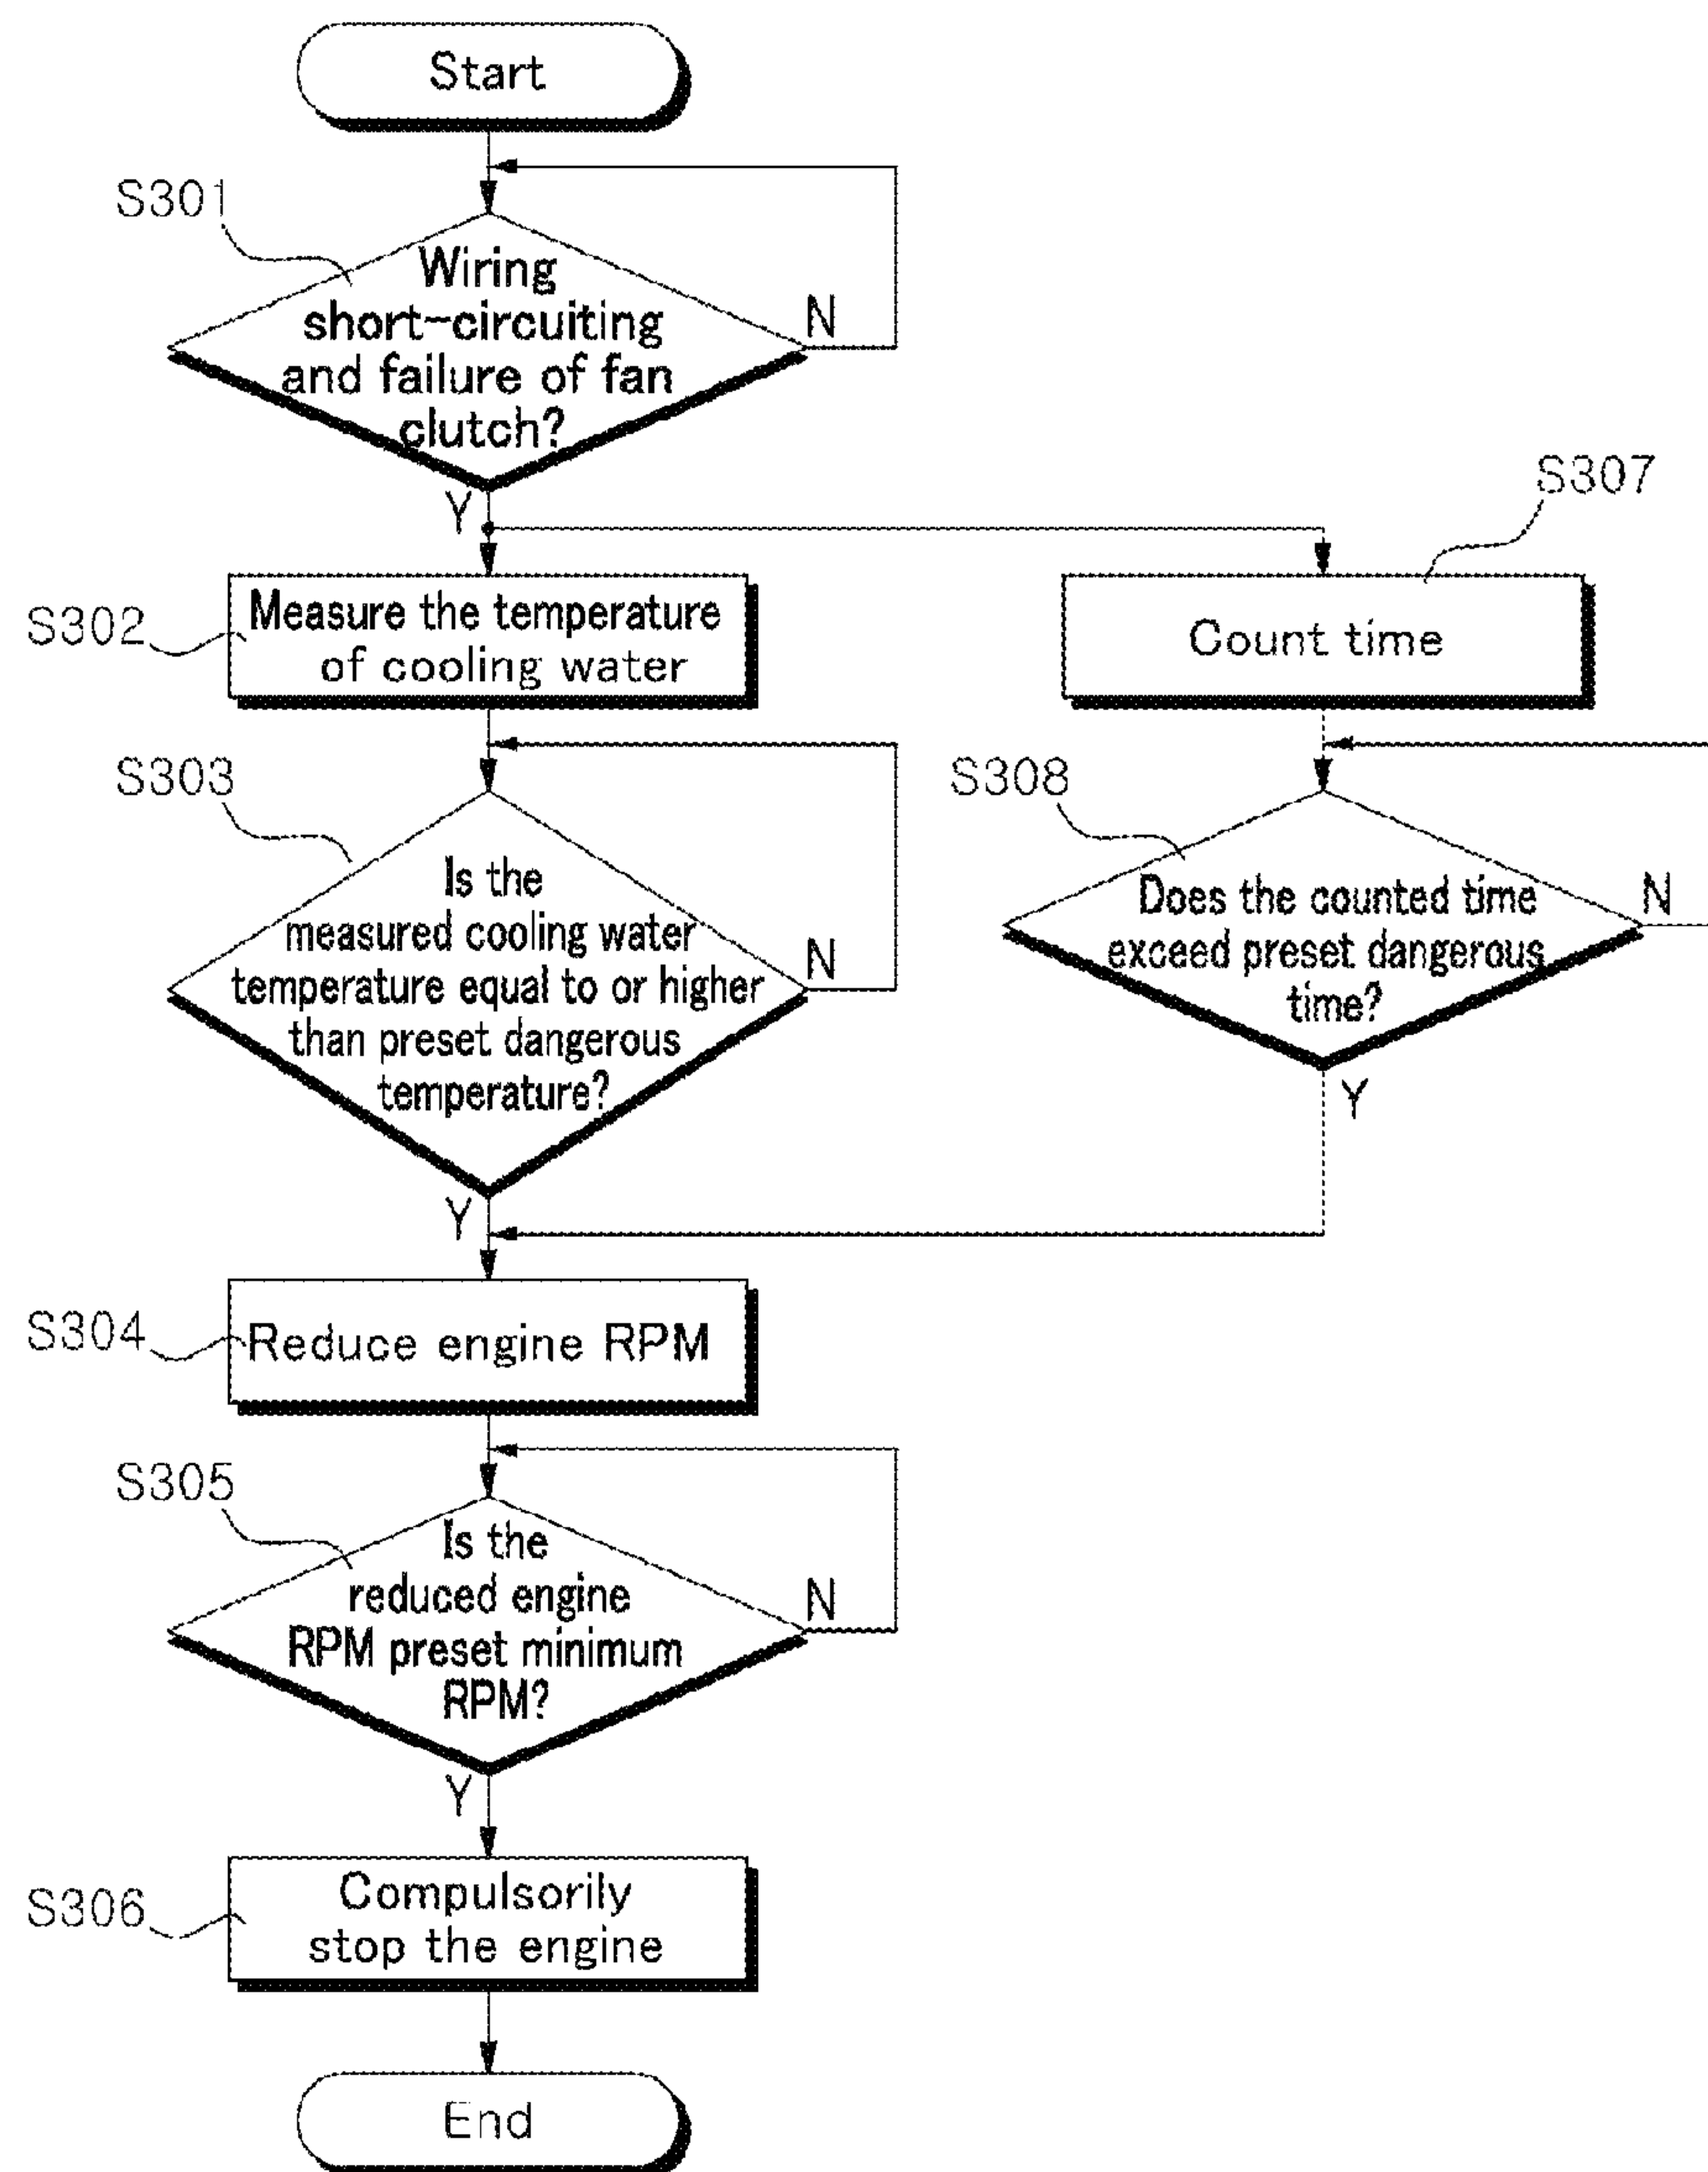 Start
S301
Wiring
short-circuiting
and failure of fan
clutch?
N
Y
S302
Measure the temperature
of cooling water
S307
Count time
S303
Is the
measured cooling water
temperature equal to or higher
than preset dangerous
temperature?
N
Y
S308
Does the counted time
exceed preset dangerous
time?
N
Y
S304
Reduce engine RPM
S305
Is the
reduced engine
RPM preset minimum
RPM?
N
Y
S306
Compulsorily
stop the engine
End